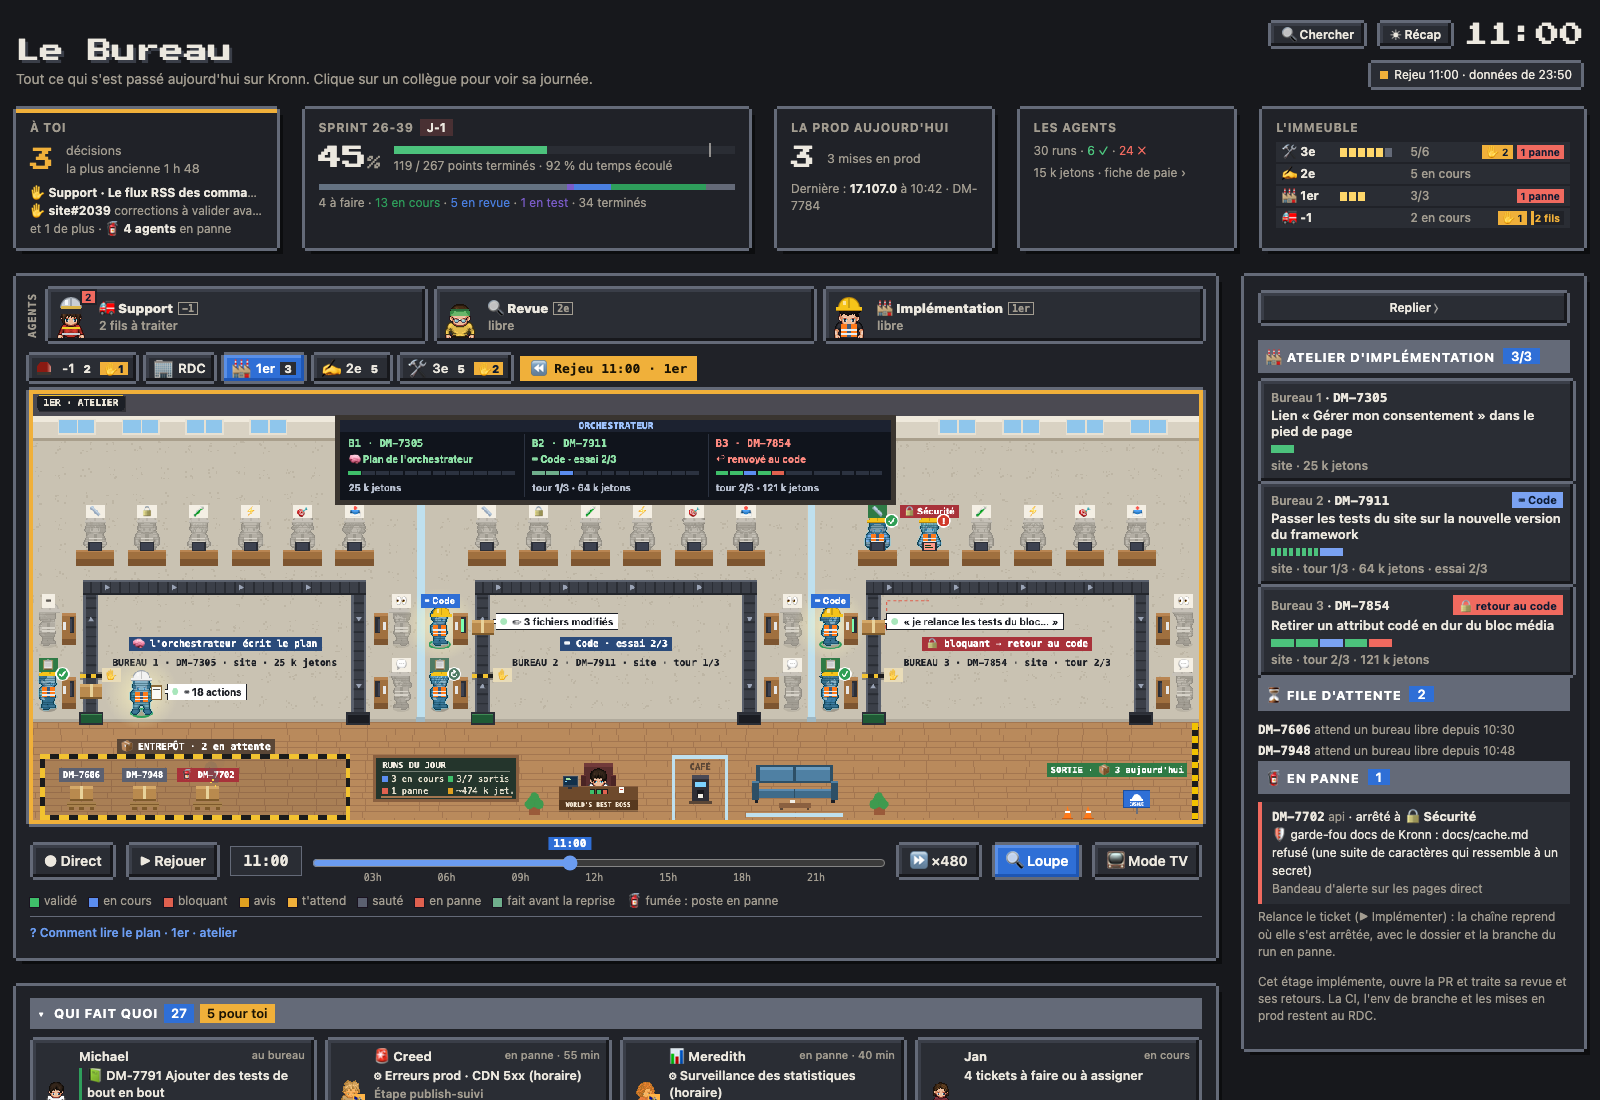 Le Bureau
Tout ce qui s'est passé aujourd'hui sur Kronn. Clique sur un collègue pour voir sa journée.
Chercher
Récap
11:00
Rejeu 11:00 · données de 23:50
À TOI
3 décisions
la plus ancienne 1 h 48
Support · Le flux RSS des comma...
site#2039 corrections à valider ava...
et 1 de plus · 4 agents en panne
SPRINT 26-39 J-1
45%
119 / 267 points terminés · 92 % du temps écoulé
4 à faire · 13 en cours · 5 en revue · 1 en test · 34 terminés
LA PROD AUJOURD'HUI
3 3 mises en prod
Dernière : 17.107.0 à 10:42 · DM-
7784
LES AGENTS
30 runs · 6 ✓ · 24 ✕
15 k jetons · fiche de paie ›
L'IMMEUBLE
3e 5/6 2 1 panne
2e 5 en cours
1er 3/3 1 panne
-1 2 en cours 1 2 fils
AGENTS
2
Support -1
2 fils à traiter
Revue 2e
libre
Implémentation 1er
libre
-1 2 1
RDC
1er 3
2e 5
3e 5 2
Rejeu 11:00 · 1er
1ER · ATELIER
ORCHESTRATEUR
B1 · DM-7305
Plan de l'orchestrateur
25 k jetons
B2 · DM-7911
Code · essai 2/3
tour 1/3 · 64 k jetons
B3 · DM-7854
renvoyé au code
tour 2/3 · 121 k jetons
Sécurité
Code
3 fichiers modifiés
Code
« je relance les tests du bloc... »
l'orchestrateur écrit le plan
Code · essai 2/3
bloquant → retour au code
BUREAU 1 · DM-7305 · site · 25 k jetons
BUREAU 2 · DM-7911 · site · tour 1/3
BUREAU 3 · DM-7854 · site · tour 2/3
18 actions
ENTREPÔT · 2 en attente
DM-7606
DM-7948
DM-7702
RUNS DU JOUR
3 en cours 3/7 sortis
1 panne ~474 k jet.
WORLD'S BEST BOSS
CAFÉ
SORTIE · 3 aujourd'hui
Direct
Rejouer
11:00
11:00
03h 06h 09h 12h 15h 18h 21h
×480
Loupe
Mode TV
validé en cours bloquant avis t'attend sauté en panne fait avant la reprise fumée : poste en panne
? Comment lire le plan · 1er · atelier
QUI FAIT QUOI 27 5 pour toi
Michael au bureau
DM-7791 Ajouter des tests de
bout en bout
Creed en panne · 55 min
Erreurs prod · CDN 5xx (horaire)
Étape publish-suivi
Meredith en panne · 40 min
Surveillance des statistiques
(horaire)
Jan en cours
4 tickets à faire ou à assigner
Replier ›
ATELIER D'IMPLÉMENTATION 3/3
Bureau 1 · DM-7305
Lien « Gérer mon consentement » dans le
pied de page
site · 25 k jetons
Bureau 2 · DM-7911 Code
Passer les tests du site sur la nouvelle version
du framework
site · tour 1/3 · 64 k jetons · essai 2/3
Bureau 3 · DM-7854 retour au code
Retirer un attribut codé en dur du bloc média
site · tour 2/3 · 121 k jetons
FILE D'ATTENTE 2
DM-7606 attend un bureau libre depuis 10:30
DM-7948 attend un bureau libre depuis 10:48
EN PANNE 1
DM-7702 api · arrêté à Sécurité
garde-fou docs de Kronn : docs/cache.md
refusé (une suite de caractères qui ressemble à un
secret)
Bandeau d'alerte sur les pages direct
Relance le ticket (▶ Implémenter) : la chaîne reprend
où elle s'est arrêtée, avec le dossier et la branche du
run en panne.
Cet étage implémente, ouvre la PR et traite sa revue et
ses retours. La CI, l'env de branche et les mises en
prod restent au RDC.